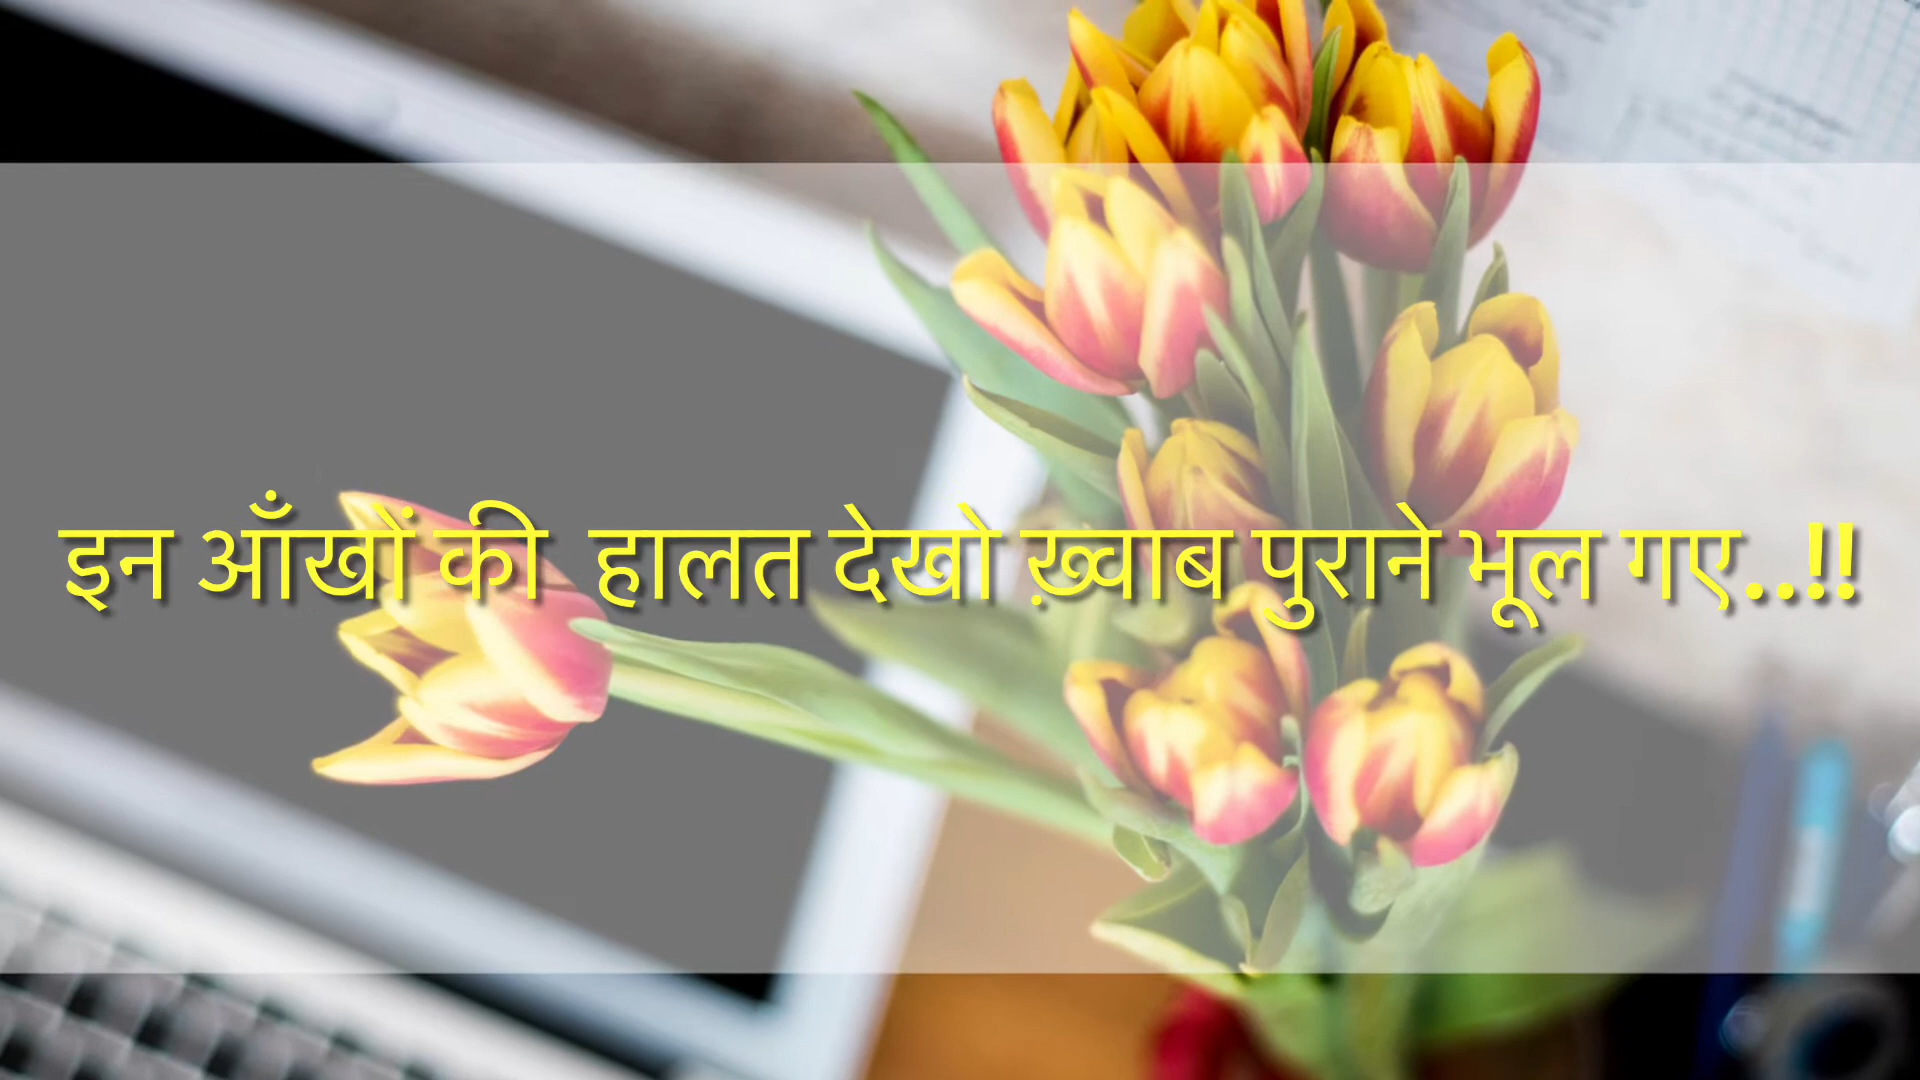 इन आँखों की  हालत देखो ख़्वाब पुराने भूल गए..!!